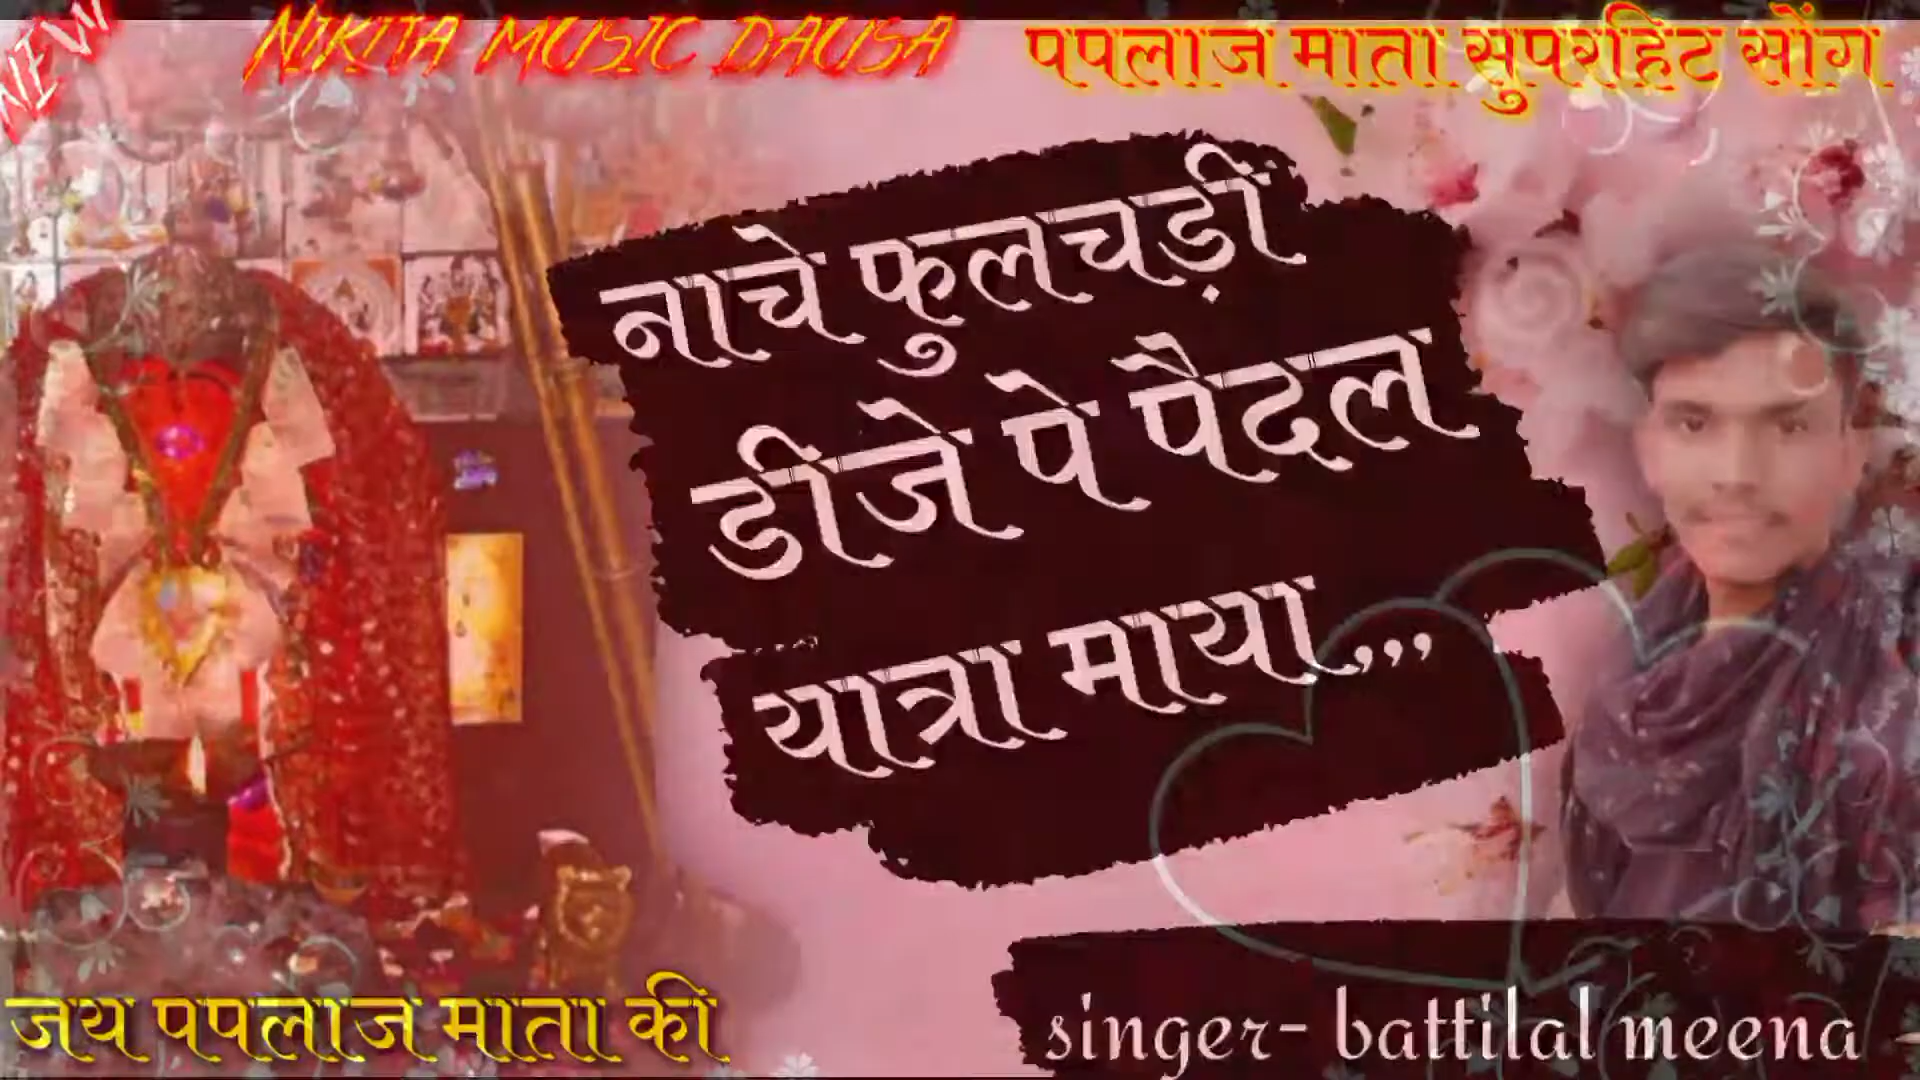 NEW
NIKITA MUSIC DAUSA
पपलाज माता सुपरहिट सोंग
नाचे फुलचड़ी
डीजे पे पैदल
यात्रा माया,,,
जय पपलाज माता की
singer- battilal meena